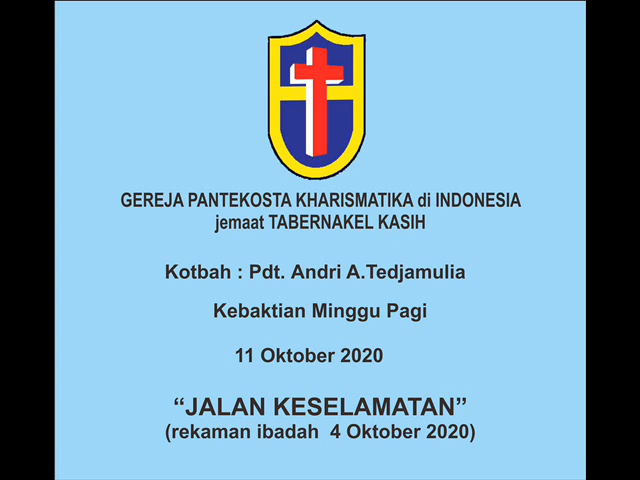 GEREJA PANTEKOSTA KHARISMATIKA di INDONESIA
jemaat TABERNAKEL KASIH
Kotbah : Pdt. Andri A.Tedjamulia
Kebaktian Minggu Pagi
11 Oktober 2020
“JALAN KESELAMATAN”
(rekaman ibadah 4 Oktober 2020)